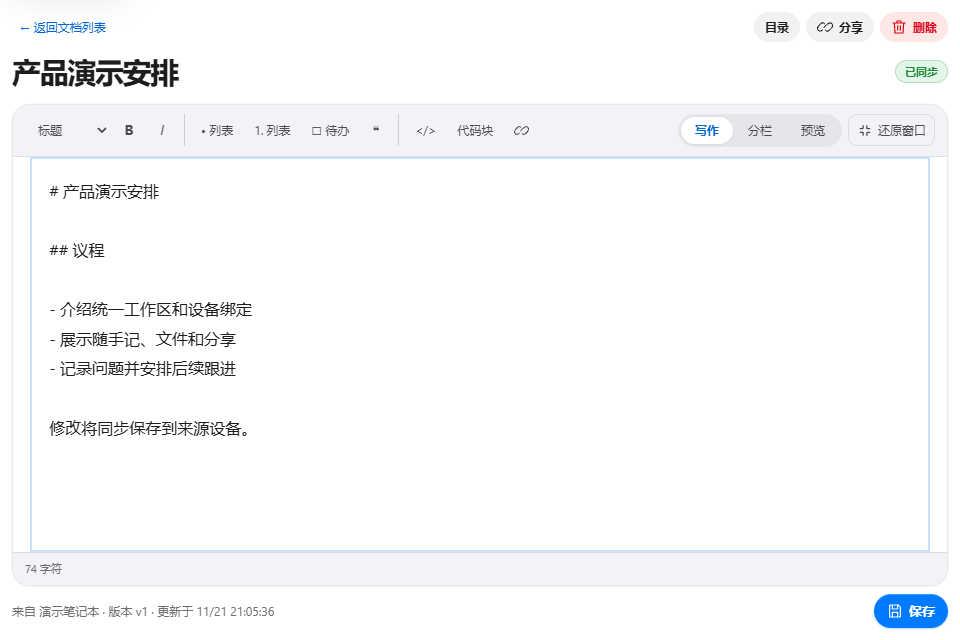 ← 返回文档列表
目录 分享 删除
产品演示安排
已同步
标题 B I • 列表 1. 列表 □ 待办 ❝ </> 代码块 写作 分栏 预览 还原窗口
# 产品演示安排
## 议程
- 介绍统一工作区和设备绑定
- 展示随手记、文件和分享
- 记录问题并安排后续跟进
修改将同步保存到来源设备。
74 字符
来自 演示笔记本 · 版本 v1 · 更新于 11/21 21:05:36
保存